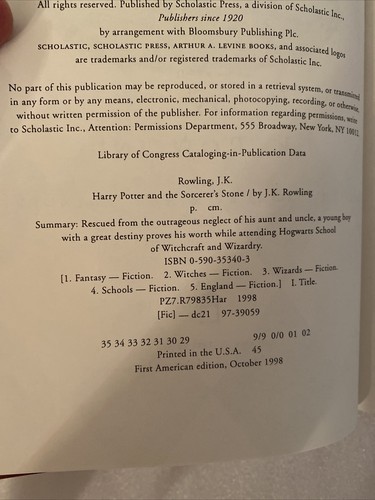 All rights reserved. Published by Scholastic Press, a division of Scholastic Inc.,
Publishers since 1920
by arrangement with Bloomsbury Publishing Plc.
SCHOLASTIC, SCHOLASTIC PRESS, ARTHUR A. LEVINE BOOKS, and associated logos
are trademarks and/or registered trademarks of Scholastic Inc.
No part of this publication may be reproduced, or stored in a retrieval system, or transmitted
in any form or by any means, electronic, mechanical, photocopying, recording, or otherwise,
without written permission of the publisher. For information regarding permissions, write
to Scholastic Inc., Attention: Permissions Department, 555 Broadway, New York, NY 10012.
Library of Congress Cataloging-in-Publication Data
Rowling, J.K.
Harry Potter and the Sorcerer's Stone / by J.K. Rowling
p. cm.
Summary: Rescued from the outrageous neglect of his aunt and uncle, a young boy
with a great destiny proves his worth while attending Hogwarts School
of Witchcraft and Wizardry.
ISBN 0-590-35340-3
[1. Fantasy — Fiction. 2. Witches — Fiction. 3. Wizards — Fiction.
4. Schools — Fiction. 5. England — Fiction.] I. Title.
PZ7.R79835Har 1998
[Fic] — dc21 97-39059
35 34 33 32 31 30 29 9/9 0/0 01 02
Printed in the U.S.A. 45
First American edition, October 1998